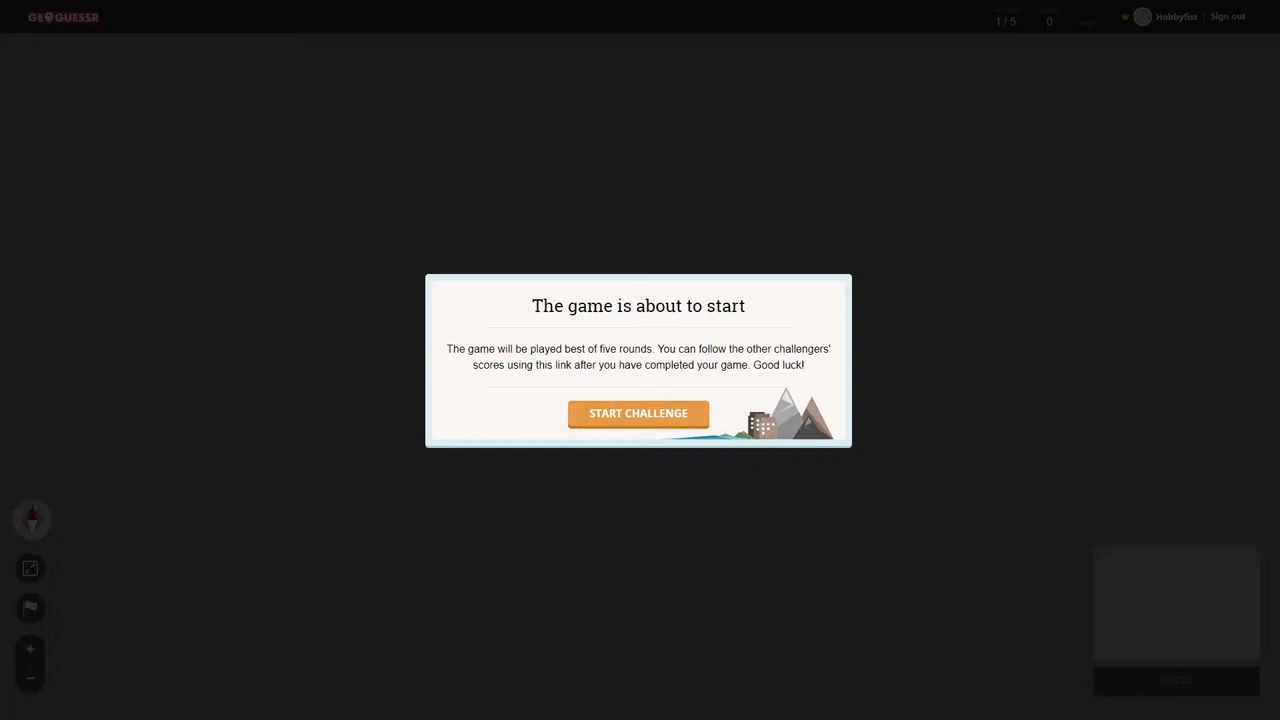 GEOGUESSR
1 / 5
0
Hobbyfist | Sign out
The game is about to start
The game will be played best of five rounds. You can follow the other challengers'
scores using this link after you have completed your game. Good luck!
START CHALLENGE
+
−